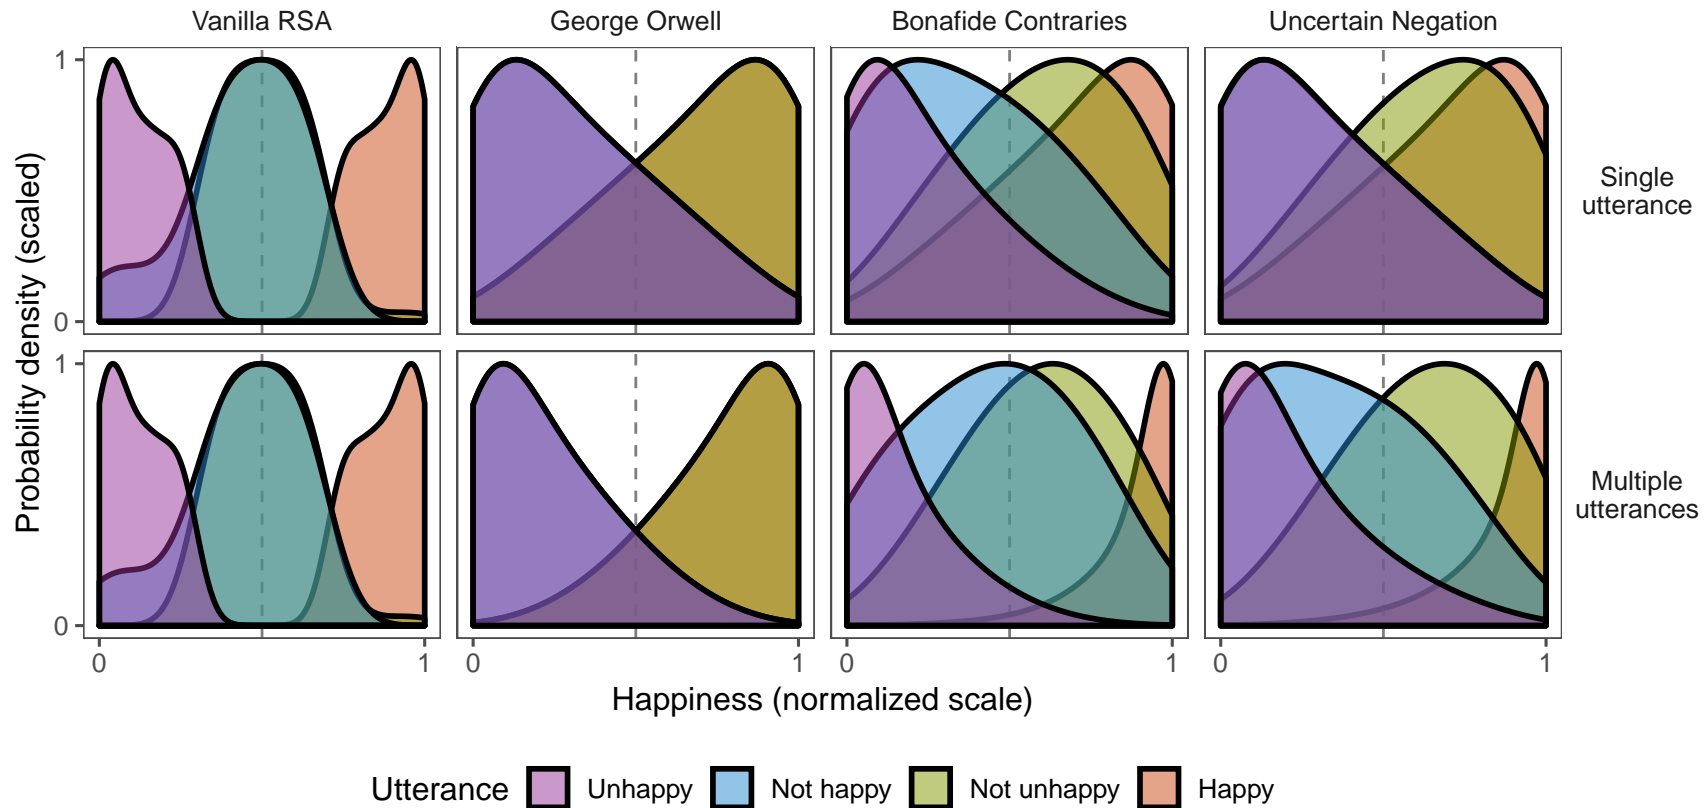 Vanilla RSA
George Orwell
Bonafide Contraries
Uncertain Negation
1
0
Single
utterance
1
0
Multiple
utterances
Probability density (scaled)
0 1 0 1 0 1 0 1
Happiness (normalized scale)
Utterance Unhappy Not happy Not unhappy Happy